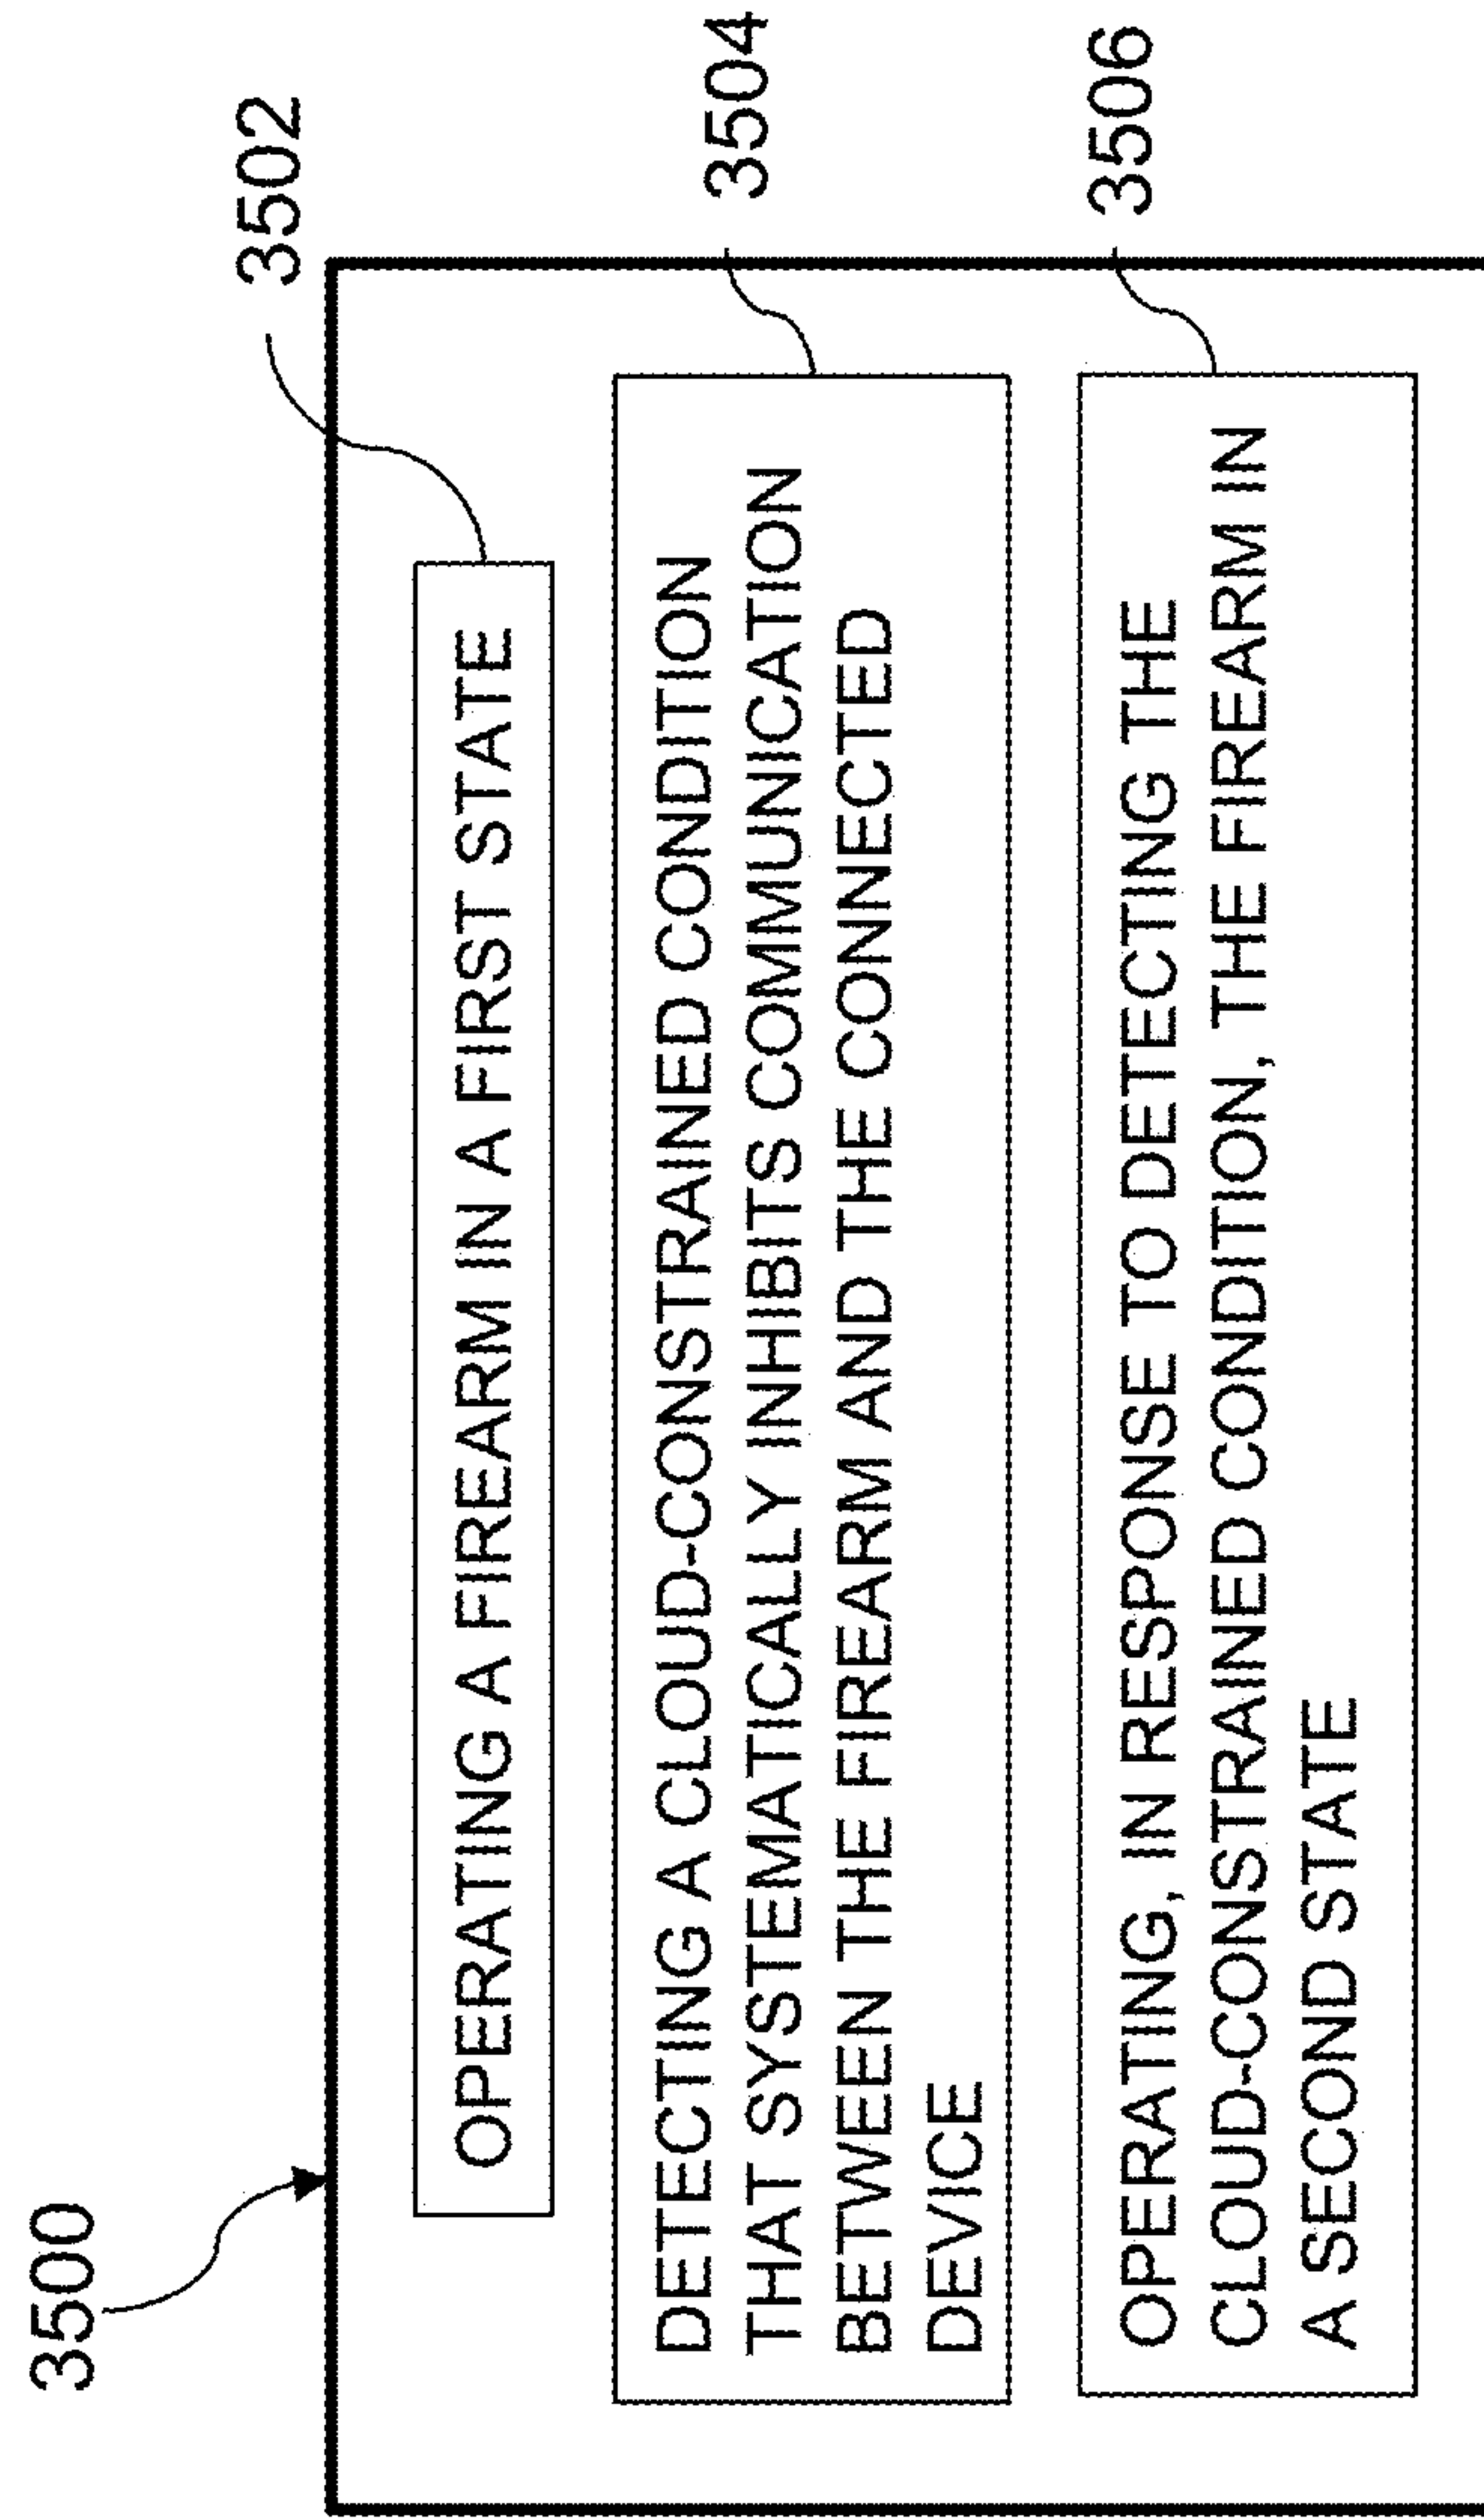 3500
3502
OPERATING A FIREARM IN A FIRST STATE
3504
DETECTING A CLOUD-CONSTRAINED CONDITION
THAT SYSTEMATICALLY INHIBITS COMMUNICATION
BETWEEN THE FIREARM AND THE CONNECTED
DEVICE
3506
OPERATING, IN RESPONSE TO DETECTING THE
CLOUD-CONSTRAINED CONDITION, THE FIREARM IN
A SECOND STATE